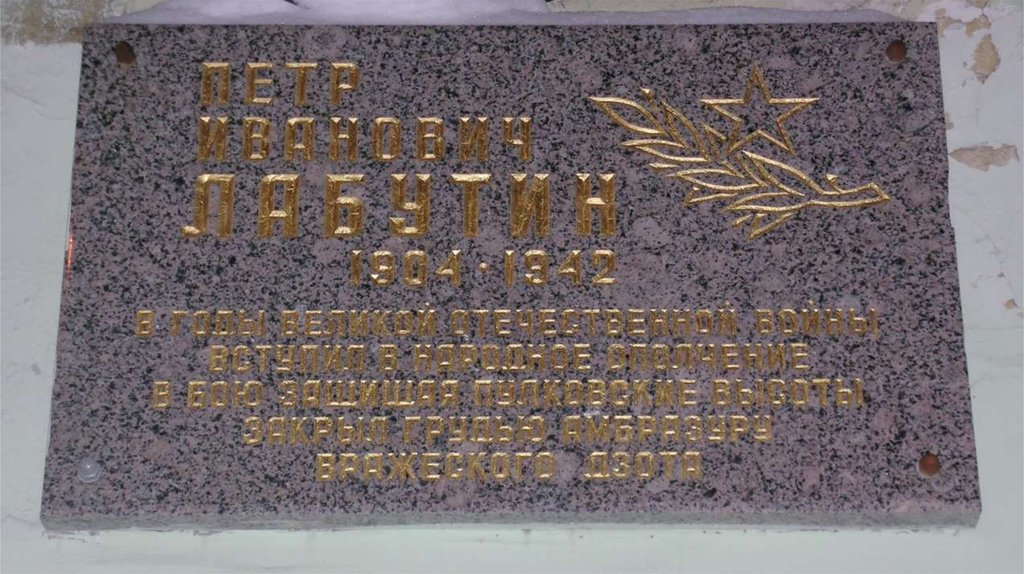 ПЕТР
ИВАНОВИЧ
ЛАБУТИН
1904 · 1942
В ГОДЫ ВЕЛИКОЙ ОТЕЧЕСТВЕННОЙ ВОЙНЫ
ВСТУПИЛ В НАРОДНОЕ ОПОЛЧЕНИЕ
В БОЮ ЗАЩИЩАЯ ПУЛКОВСКИЕ ВЫСОТЫ
ЗАКРЫЛ ГРУДЬЮ АМБРАЗУРУ
ВРАЖЕСКОГО ДЗОТА